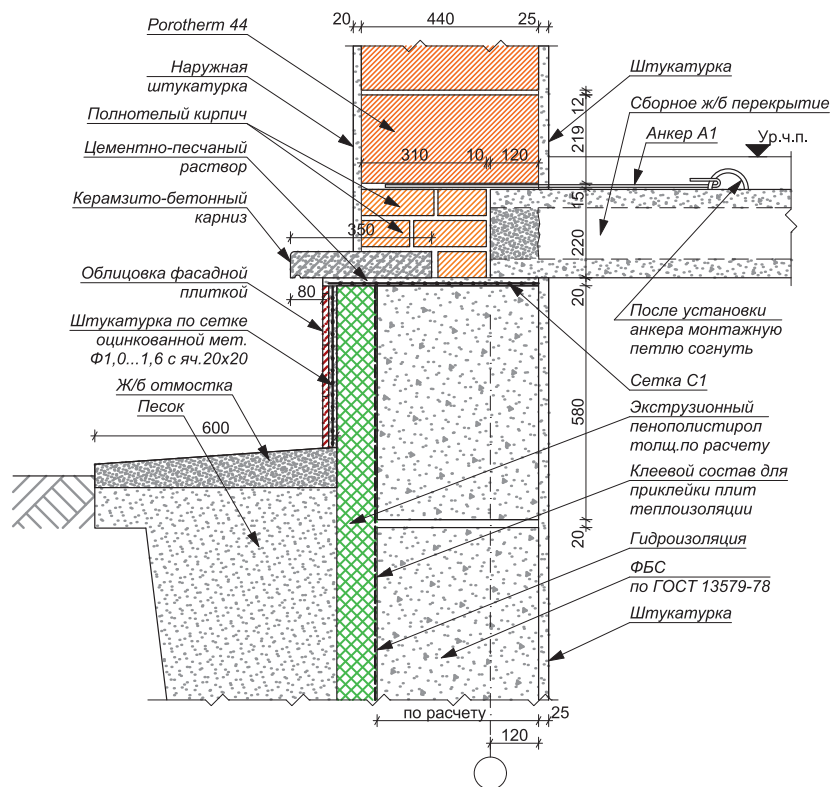 20
440
25
Porotherm 44
Наружная
штукатурка
Полнотелый кирпич
Цементно-песчаный
раствор
Керамзито-бетонный
карниз
Облицовка фасадной
плиткой
Штукатурка по сетке
оцинкованной мет.
Ф1,0...1,6 с яч.20х20
Ж/б отмостка
Песок
600
80
350
310
10
120
Штукатурка
Сборное ж/б перекрытие
Анкер А1
Ур.ч.п.
12
219
15
220
20
580
20
После установки
анкера монтажную
петлю согнуть
Сетка С1
Экструзионный
пенополистирол
толщ.по расчету
Клеевой состав для
приклейки плит
теплоизоляции
Гидроизоляция
ФБС
по ГОСТ 13579-78
Штукатурка
по расчету
25
120